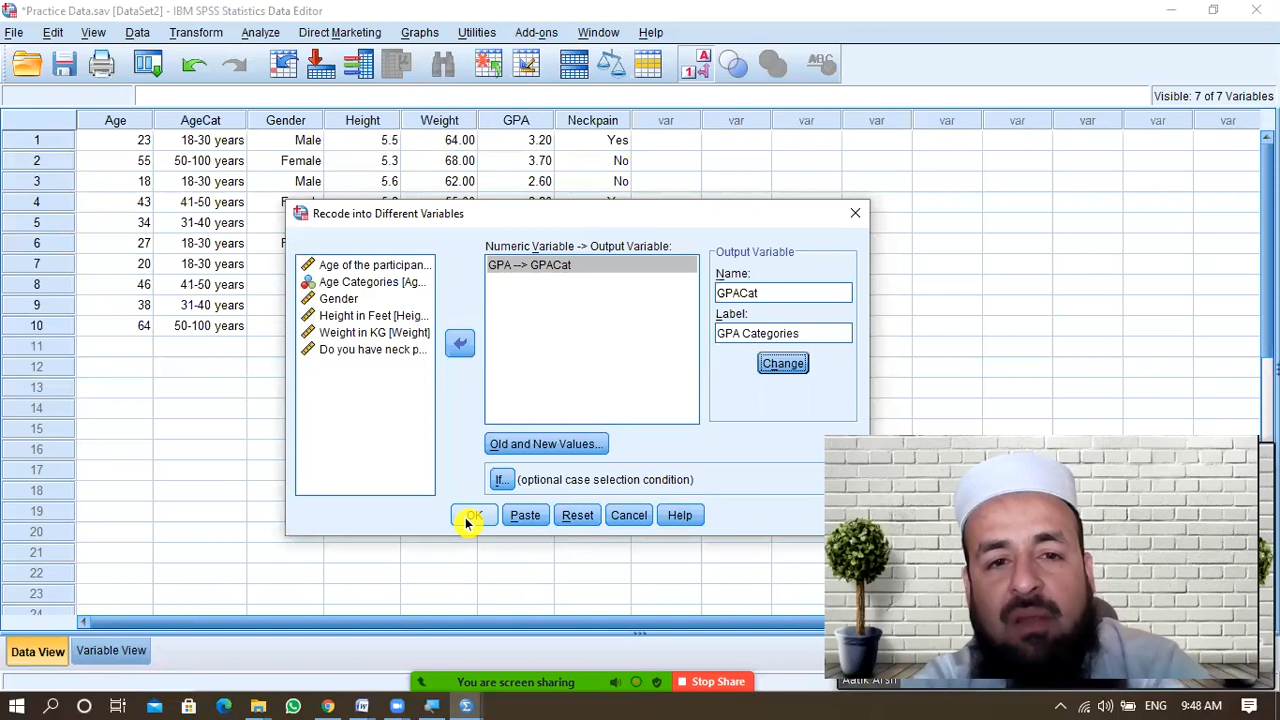 *Practice Data.sav [DataSet2] - IBM SPSS Statistics Data Editor
File Edit View Data Transform Analyze Direct Marketing Graphs Utilities Add-ons Window Help
Visible: 7 of 7 Variables
Age AgeCat Gender Height Weight GPA Neckpain var var var var var var var var
1 23 18-30 years Male 5.5 64.00 3.20 Yes
2 55 50-100 years Female 5.3 68.00 3.70 No
3 18 18-30 years Male 5.6 62.00 2.60 No
4 43 41-50 years
5 34 31-40 years
6 27 18-30 years
7 20 18-30 years
8 46 41-50 years
9 38 31-40 years
10 64 50-100 years
11
12
13
14
15
16
17
18
19
20
21
22
23
24
Recode into Different Variables
Age of the participan...
Age Categories [Ag...
Gender
Height in Feet [Heig...
Weight in KG [Weight]
Do you have neck p...
Numeric Variable -> Output Variable:
GPA --> GPACat
Output Variable
Name:
GPACat
Label:
GPA Categories
Change
Old and New Values...
If... (optional case selection condition)
OK Paste Reset Cancel Help
Data View Variable View
You are screen sharing Stop Share
ENG 9:48 AM